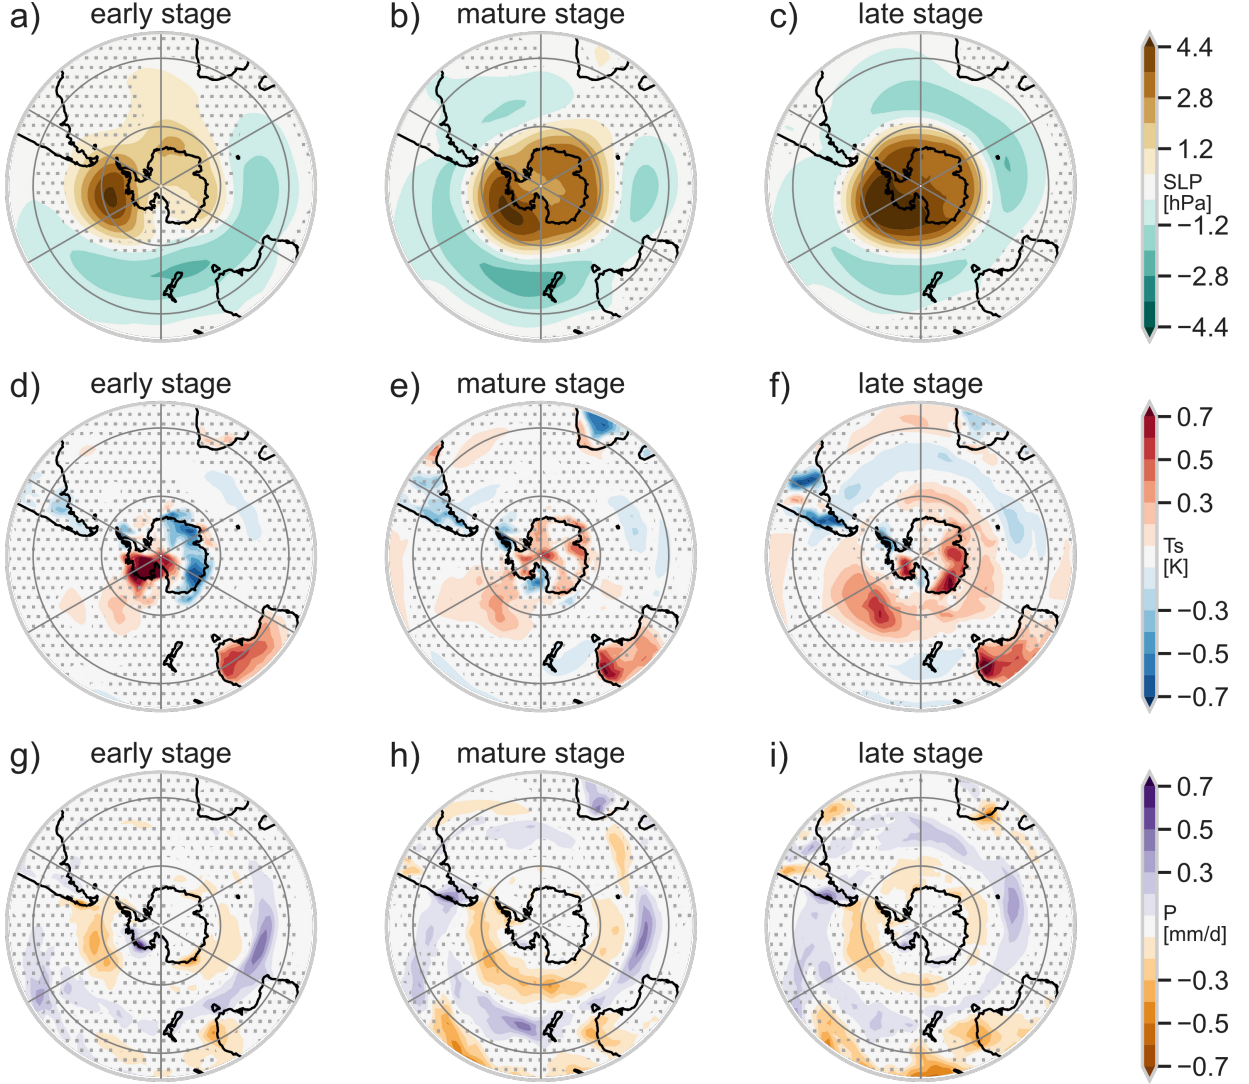 a) early stage
b) mature stage
c) late stage
4.4
2.8
1.2
SLP
[hPa]
−1.2
−2.8
−4.4
d) early stage
e) mature stage
f) late stage
0.7
0.5
0.3
Ts
[K]
−0.3
−0.5
−0.7
g) early stage
h) mature stage
i) late stage
0.7
0.5
0.3
P
[mm/d]
−0.3
−0.5
−0.7